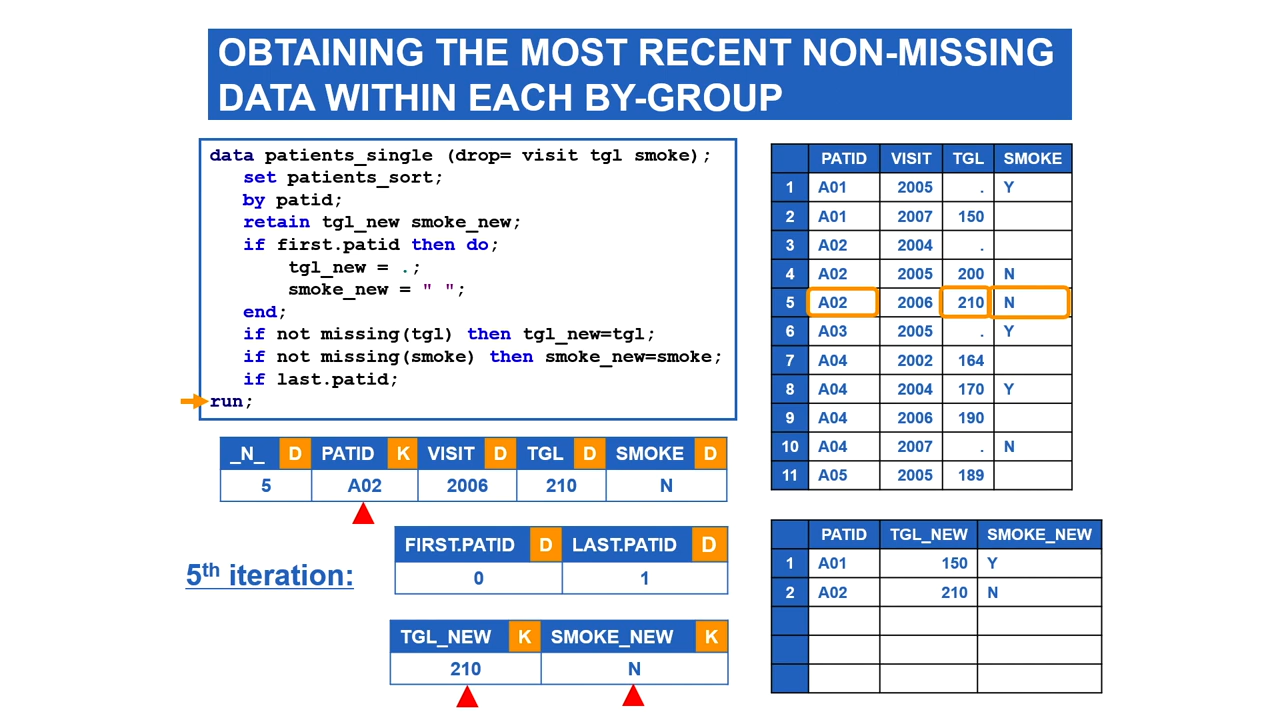 OBTAINING THE MOST RECENT NON-MISSING
DATA WITHIN EACH BY-GROUP
data patients_single (drop= visit tgl smoke);
set patients_sort;
by patid;
retain tgl_new smoke_new;
if first.patid then do;
tgl_new = .;
smoke_new = " ";
end;
if not missing(tgl) then tgl_new=tgl;
if not missing(smoke) then smoke_new=smoke;
if last.patid;
run;
_N_ D PATID K VISIT D TGL D SMOKE D
5 A02 2006 210 N
FIRST.PATID D LAST.PATID D
0 1
5th iteration:
TGL_NEW K SMOKE_NEW K
210 N
PATID VISIT TGL SMOKE
1 A01 2005 . Y
2 A01 2007 150
3 A02 2004 .
4 A02 2005 200 N
5 A02 2006 210 N
6 A03 2005 . Y
7 A04 2002 164
8 A04 2004 170 Y
9 A04 2006 190
10 A04 2007 . N
11 A05 2005 189
PATID TGL_NEW SMOKE_NEW
1 A01 150 Y
2 A02 210 N